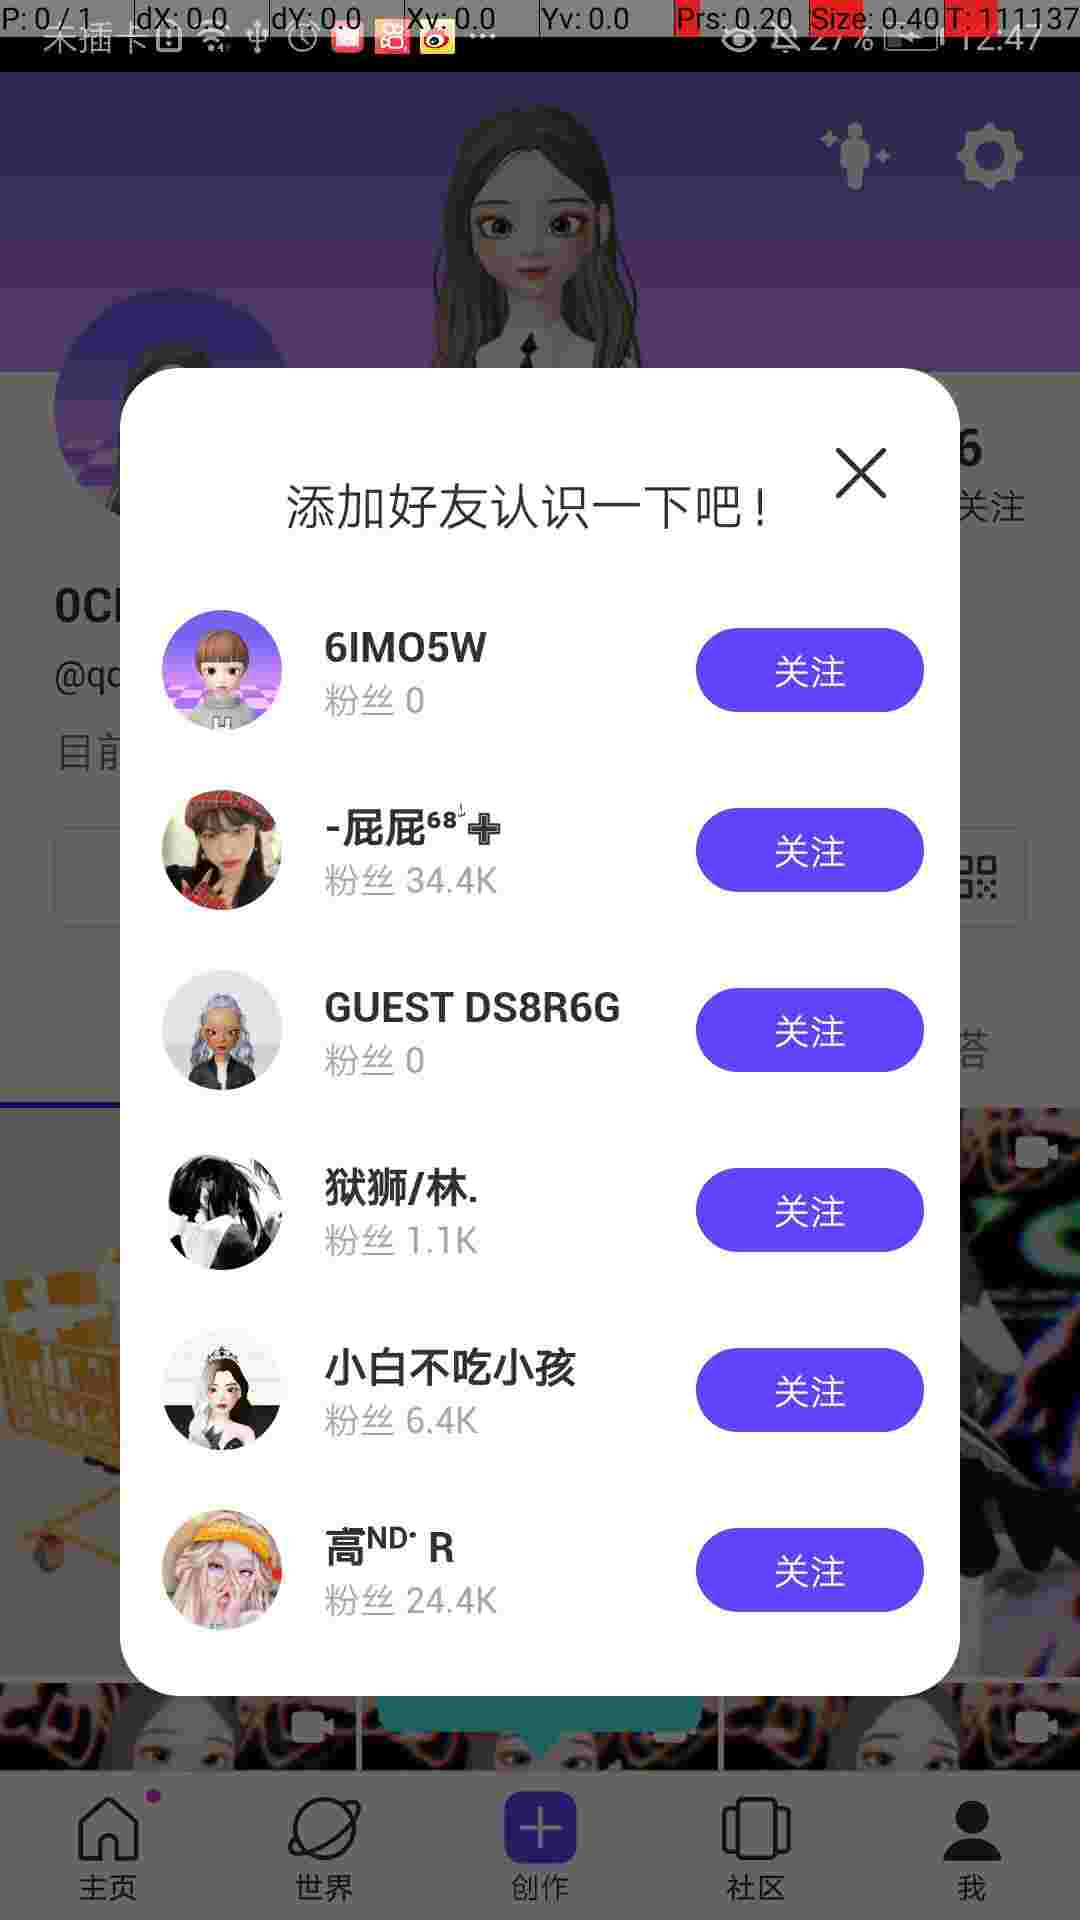 P: 0 / 1 dX: 0.0 dY: 0.0 Xv: 0.0 Yv: 0.0 Prs: 0.20 Size: 0.40 T: 111137
未插卡 27% 12:47
6
关注
添加好友认识一下吧!
0C
@qc
目前
6IMO5W
粉丝 0
关注
-屁屁⁶⁸
粉丝 34.4K
关注
GUEST DS8R6G
粉丝 0
关注
答
狱狮/林.
粉丝 1.1K
关注
小白不吃小孩
粉丝 6.4K
关注
高ᴺᴰ· R
粉丝 24.4K
关注
主页 世界 创作 社区 我